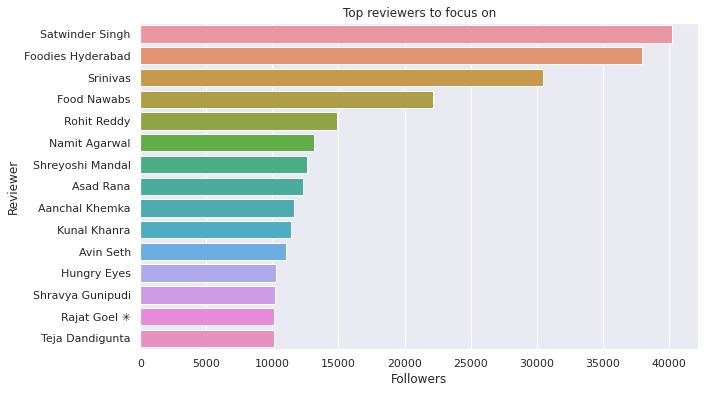 Top reviewers to focus on
Satwinder Singh
Foodies Hyderabad
Srinivas
Food Nawabs
Rohit Reddy
Namit Agarwal
Shreyoshi Mandal
Asad Rana
Aanchal Khemka
Kunal Khanra
Avin Seth
Hungry Eyes
Shravya Gunipudi
Rajat Goel ✳
Teja Dandigunta
Reviewer
0 5000 10000 15000 20000 25000 30000 35000 40000
Followers